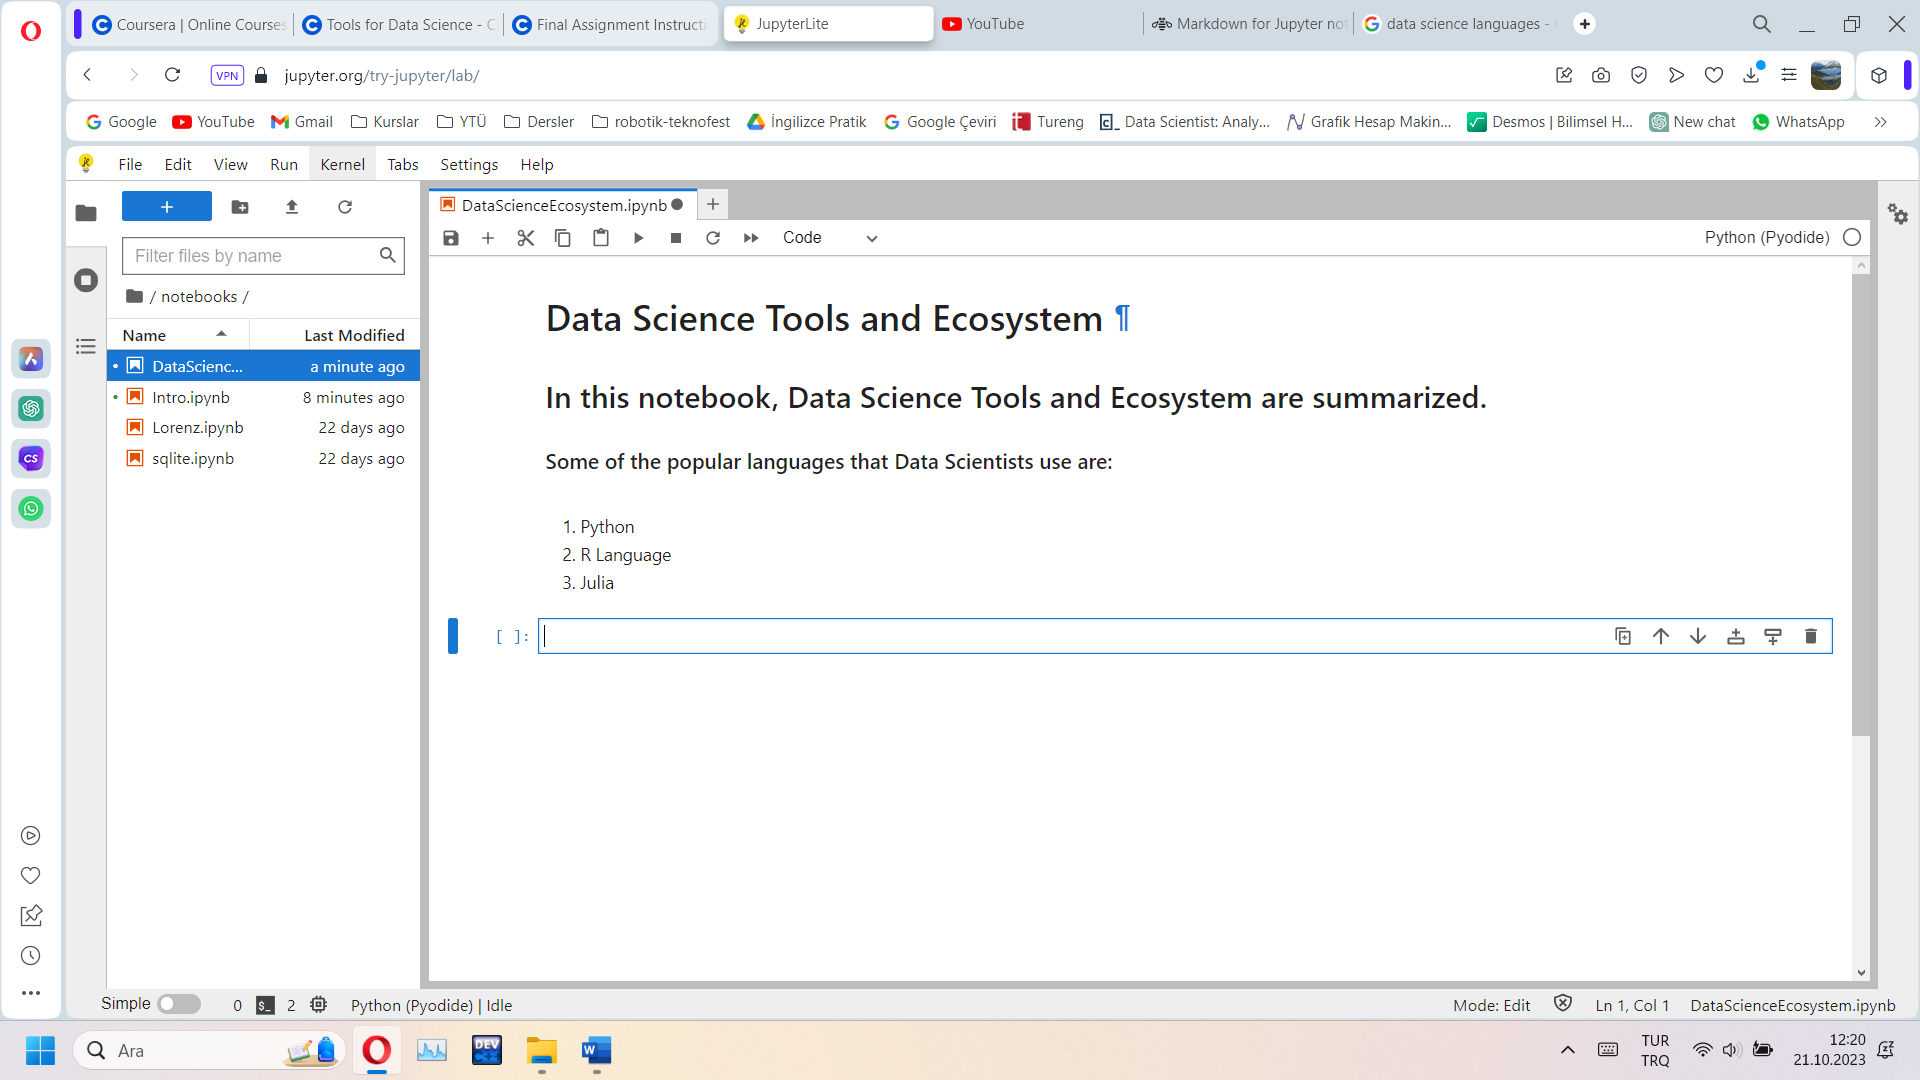 Coursera | Online Courses
Tools for Data Science - C
Final Assignment Instructi
JupyterLite
YouTube
Markdown for Jupyter not
data science languages -
VPN
jupyter.org/try-jupyter/lab/
Google
YouTube
Gmail
Kurslar
YTÜ
Dersler
robotik-teknofest
İngilizce Pratik
Google Çeviri
Tureng
Data Scientist: Analy...
Grafik Hesap Makin...
Desmos | Bilimsel H...
New chat
WhatsApp
File Edit View Run Kernel Tabs Settings Help
DataScienceEcosystem.ipynb
Filter files by name
/ notebooks /
Name Last Modified
DataScienc... a minute ago
Intro.ipynb 8 minutes ago
Lorenz.ipynb 22 days ago
sqlite.ipynb 22 days ago
Code
Python (Pyodide)
Data Science Tools and Ecosystem ¶
In this notebook, Data Science Tools and Ecosystem are summarized.
Some of the popular languages that Data Scientists use are:
1. Python
2. R Language
3. Julia
[ ]:
CS
Simple 0 $_ 2 Python (Pyodide) | Idle
Mode: Edit Ln 1, Col 1 DataScienceEcosystem.ipynb
Ara
DEV
W
TUR
TRQ
12:20
21.10.2023